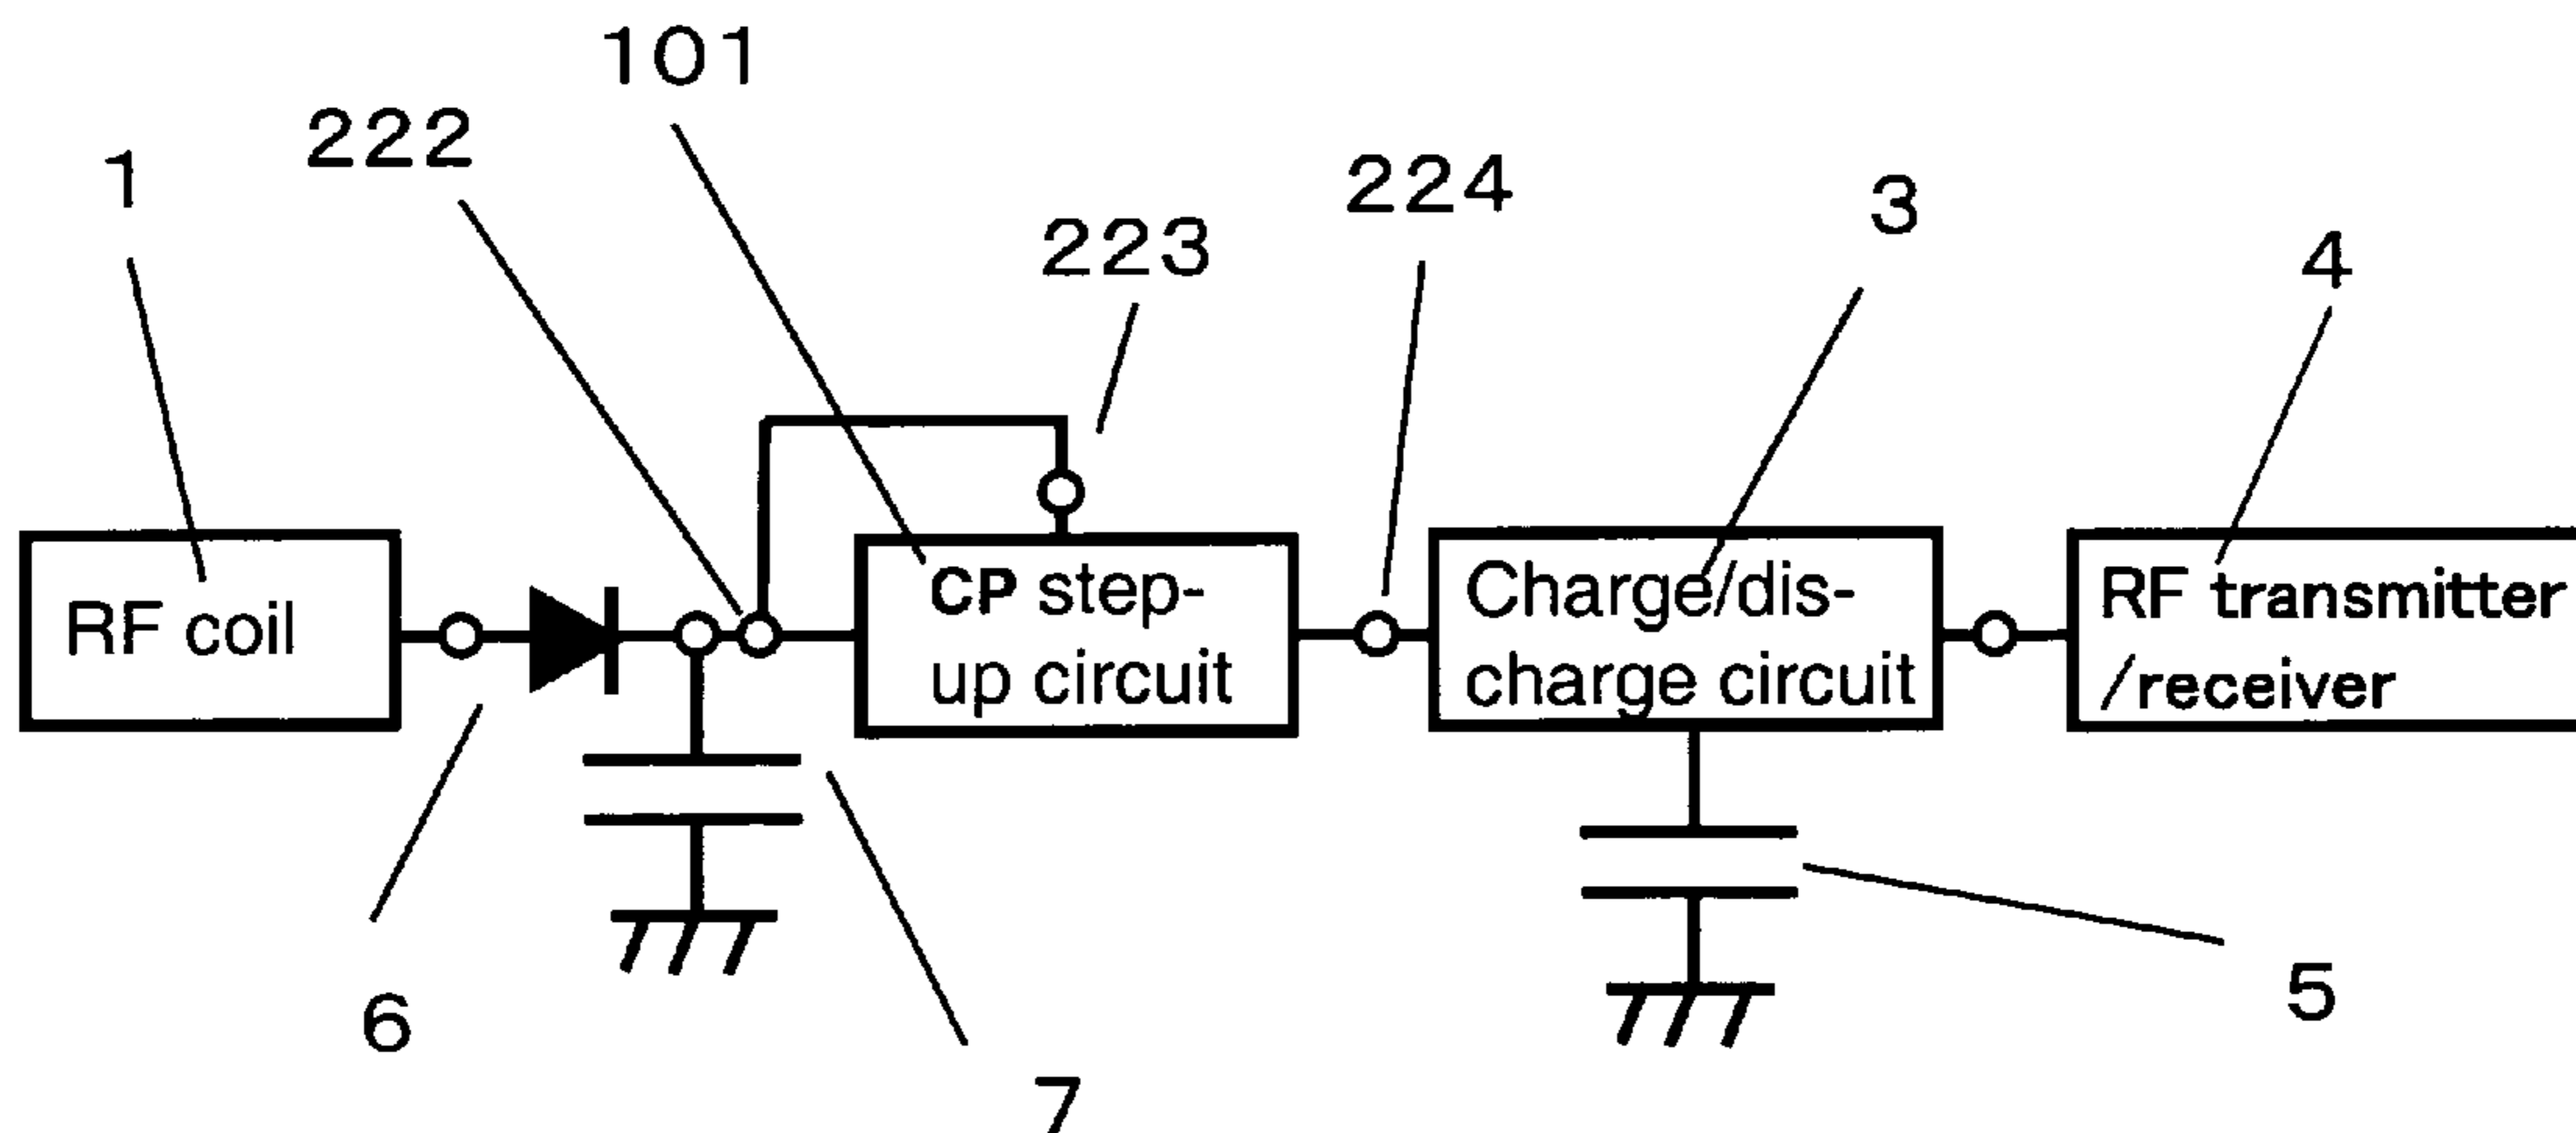 101
222
1
224
3
223
4
RF coil
CP step-
up circuit
Charge/dis-
charge circuit
RF transmitter
/receiver
6
7
5